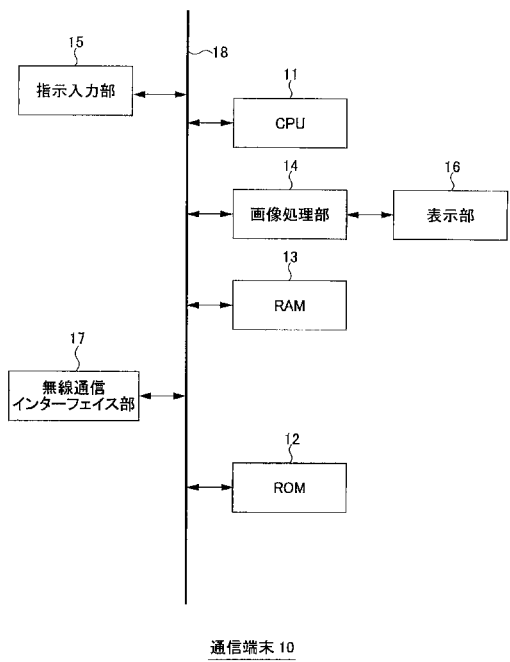 15
指示入力部
18
11
CPU
14
画像処理部
16
表示部
13
RAM
17
無線通信
インターフェイス部
12
ROM
通信端末 10